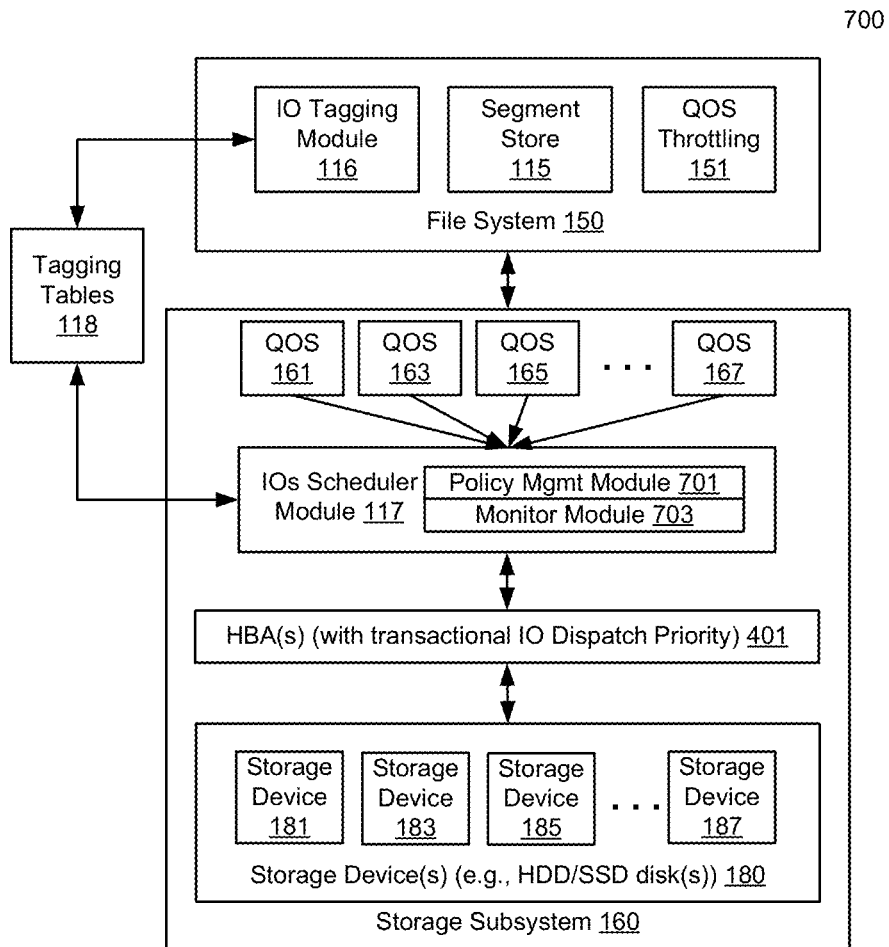 700
IO Tagging
Module
116
Segment
Store
115
QOS
Throttling
151
File System 150
Tagging
Tables
118
QOS
161
QOS
163
QOS
165
. . .
QOS
167
IOs Scheduler
Module 117
Policy Mgmt Module 701
Monitor Module 703
HBA(s) (with transactional IO Dispatch Priority) 401
Storage
Device
181
Storage
Device
183
Storage
Device
185
. . .
Storage
Device
187
Storage Device(s) (e.g., HDD/SSD disk(s)) 180
Storage Subsystem 160